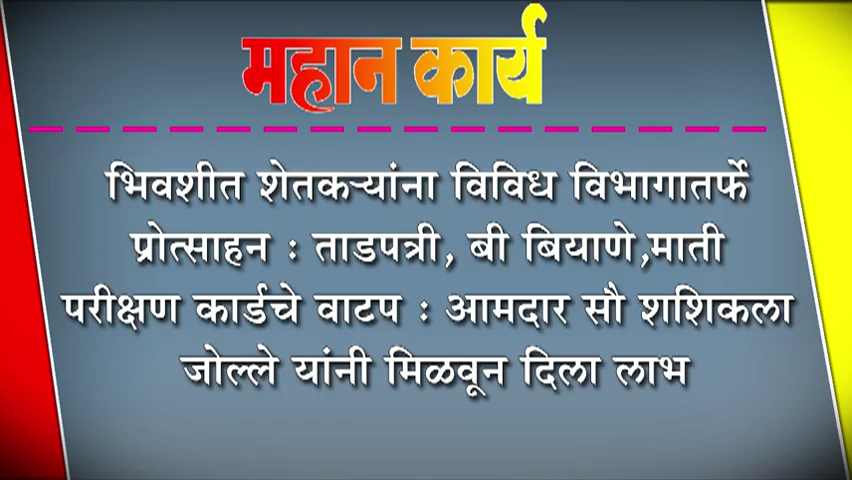 महान कार्य
भिवशीत शेतकऱ्यांना विविध विभागातर्फे
प्रोत्साहन : ताडपत्री, बी बियाणे,माती
परीक्षण कार्डचे वाटप : आमदार सौ शशिकला
जोल्ले यांनी मिळवून दिला लाभ